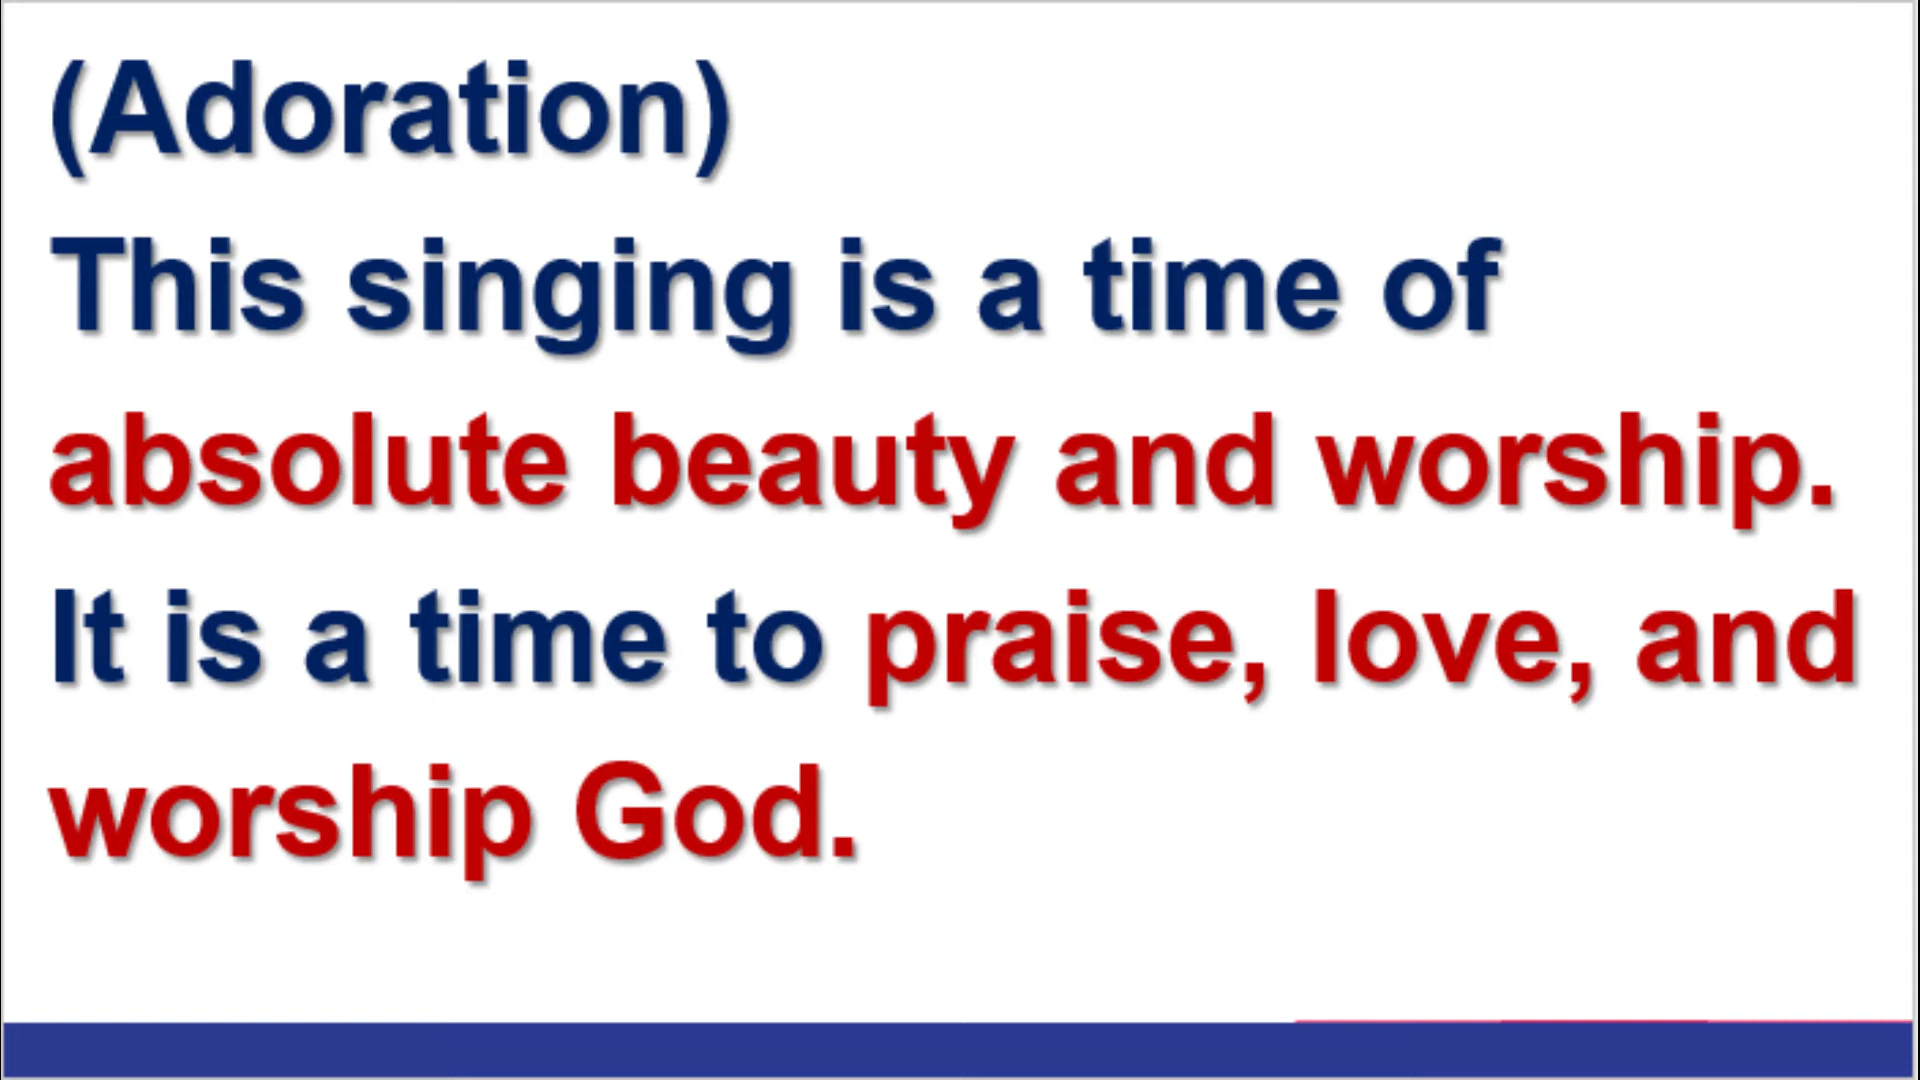 (Adoration)
This singing is a time of
absolute beauty and worship.
It is a time to praise, love, and
worship God.